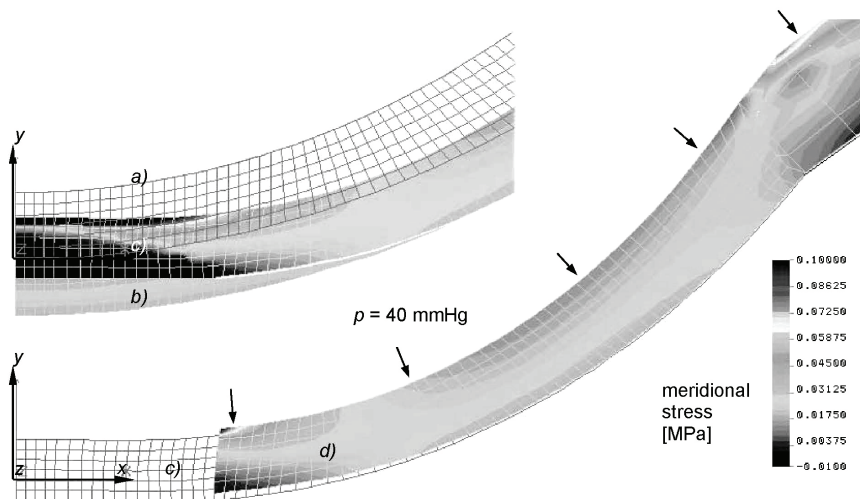 y
a)
z
c)
b)
p = 40 mmHg
y
z
x
c)
d)
meridional
stress
[MPa]
0.10000
0.08625
0.07250
0.05875
0.04500
0.03125
0.01750
0.00375
-0.0100